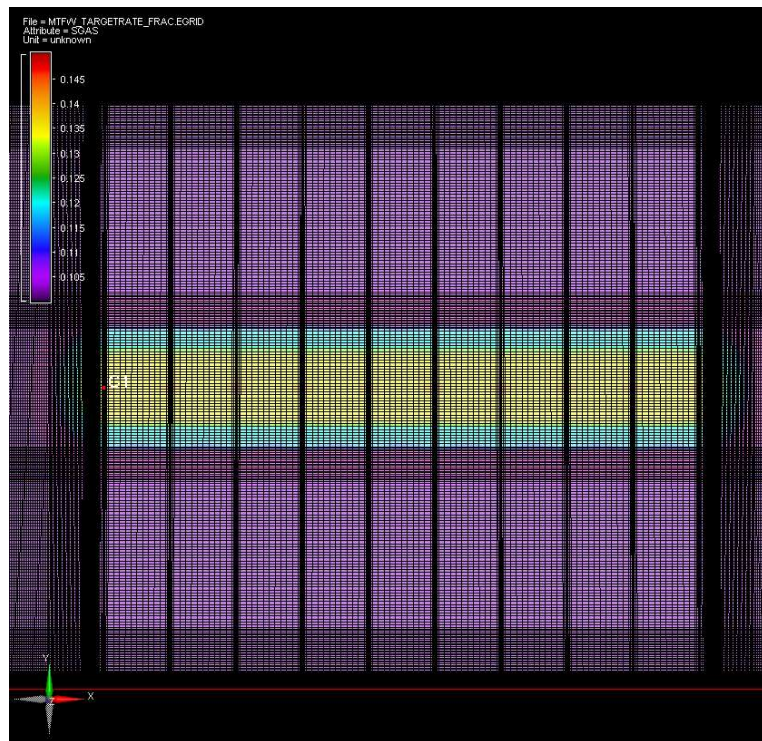 File = MTFW_TARGETRATE_FRAC.EGRID
Attribute = SGAS
Unit = unknown
0.145
0.14
0.135
0.13
0.125
0.12
0.115
0.11
0.105
Y
X
Z